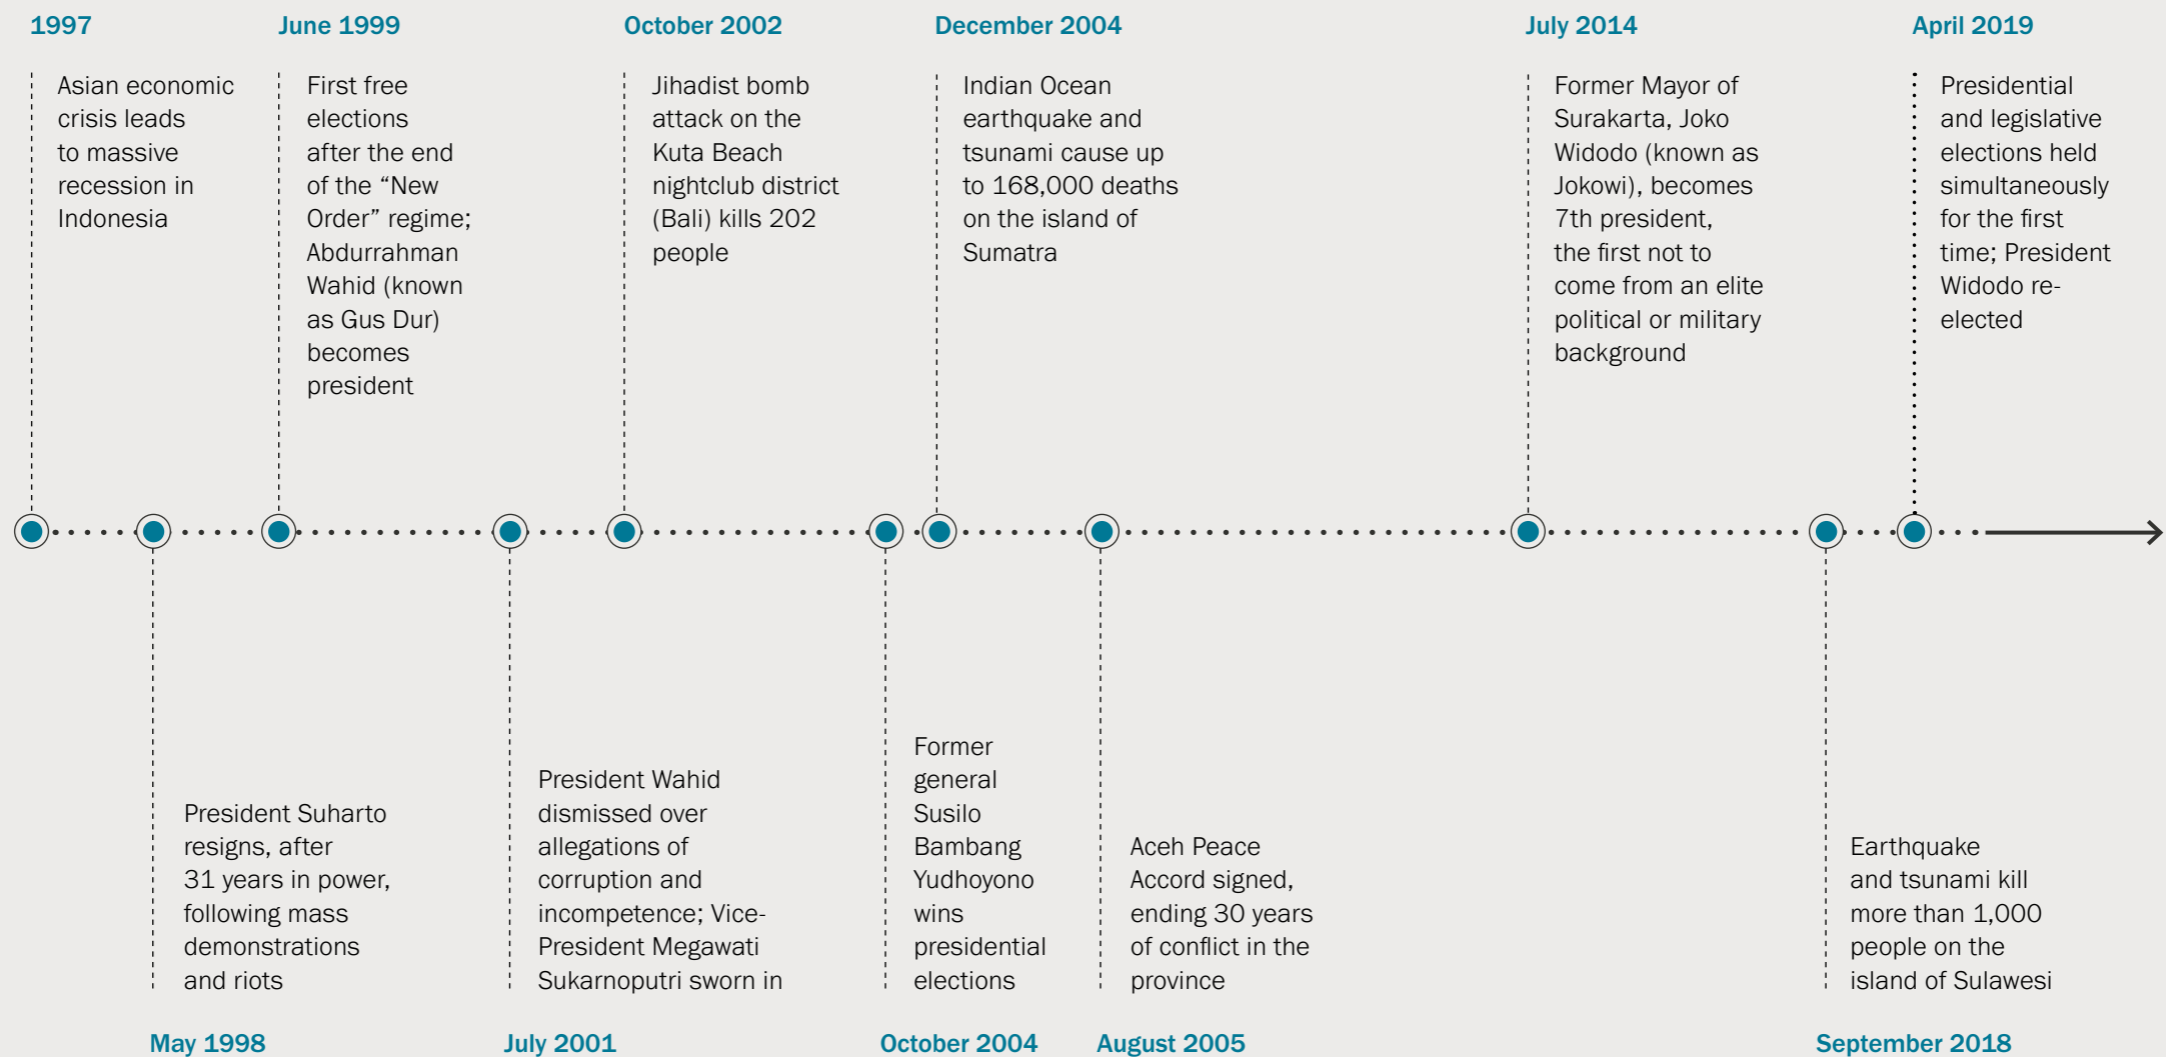 1997
Asian economic
crisis leads
to massive
recession in
Indonesia
June 1999
First free
elections
after the end
of the “New
Order” regime;
Abdurrahman
Wahid (known
as Gus Dur)
becomes
president
October 2002
Jihadist bomb
attack on the
Kuta Beach
nightclub district
(Bali) kills 202
people
December 2004
Indian Ocean
earthquake and
tsunami cause up
to 168,000 deaths
on the island of
Sumatra
July 2014
Former Mayor of
Surakarta, Joko
Widodo (known as
Jokowi), becomes
7th president,
the first not to
come from an elite
political or military
background
April 2019
Presidential
and legislative
elections held
simultaneously
for the first
time; President
Widodo re-
elected
President Suharto
resigns, after
31 years in power,
following mass
demonstrations
and riots
May 1998
President Wahid
dismissed over
allegations of
corruption and
incompetence; Vice-
President Megawati
Sukarnoputri sworn in
July 2001
Former
general
Susilo
Bambang
Yudhoyono
wins
presidential
elections
October 2004
Aceh Peace
Accord signed,
ending 30 years
of conflict in the
province
August 2005
Earthquake
and tsunami kill
more than 1,000
people on the
island of Sulawesi
September 2018